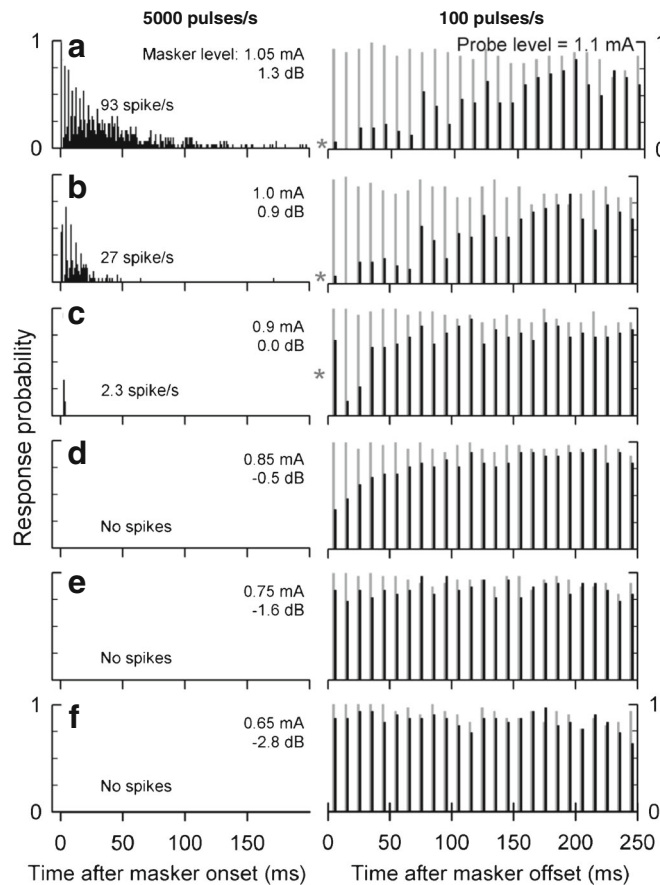 5000 pulses/s
100 pulses/s
a
Masker level: 1.05 mA
1.3 dB
93 spike/s
Probe level = 1.1 mA
1
0
*
1
0
b
1.0 mA
0.9 dB
27 spike/s
*
c
0.9 mA
0.0 dB
2.3 spike/s
*
d
0.85 mA
-0.5 dB
No spikes
e
0.75 mA
-1.6 dB
No spikes
f
0.65 mA
-2.8 dB
No spikes
1
0
1
0
Response probability
0 50 100 150
0 50 100 150 200 250
Time after masker onset (ms)
Time after masker offset (ms)